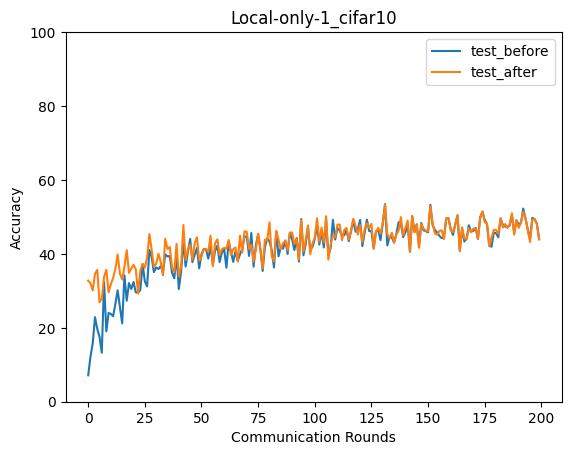 Local-only-1_cifar10
test_before
test_after
Accuracy
100
80
60
40
20
0
0 25 50 75 100 125 150 175 200
Communication Rounds